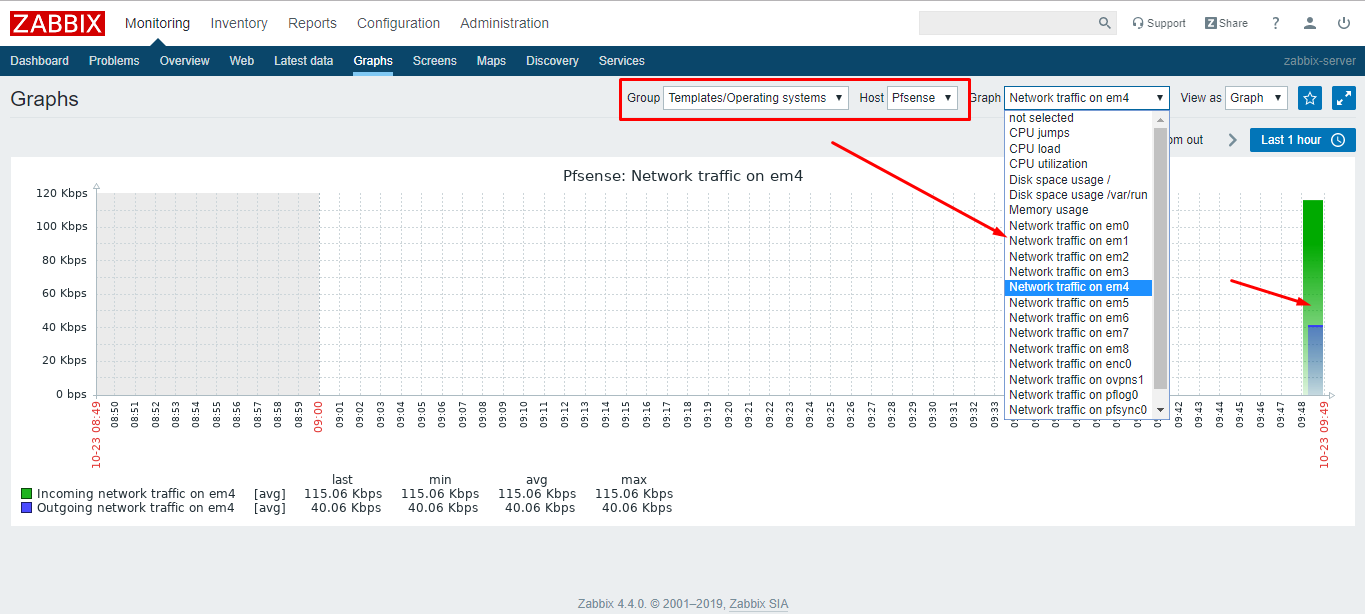 ZABBIX Monitoring Inventory Reports Configuration Administration Support Z Share ?
Dashboard Problems Overview Web Latest data Graphs Screens Maps Discovery Services zabbix-server
Graphs Group Templates/Operating systems Host Pfsense Graph Network traffic on em4 View as Graph
not selected
CPU jumps
CPU load
CPU utilization
Disk space usage /
Disk space usage /var/run
Memory usage
Network traffic on em0
Network traffic on em1
Network traffic on em2
Network traffic on em3
Network traffic on em4
Network traffic on em5
Network traffic on em6
Network traffic on em7
Network traffic on em8
Network traffic on enc0
Network traffic on ovpns1
Network traffic on pflog0
Network traffic on pfsync0
om out Last 1 hour
Pfsense: Network traffic on em4
120 Kbps
100 Kbps
80 Kbps
60 Kbps
40 Kbps
20 Kbps
0 bps
10-23 08:49
08:50
08:51
08:52
08:53
08:54
08:55
08:56
08:57
08:58
08:59
09:00
09:01
09:02
09:03
09:04
09:05
09:06
09:07
09:08
09:09
09:10
09:11
09:12
09:13
09:14
09:15
09:16
09:17
09:18
09:19
09:20
09:21
09:22
09:23
09:24
09:25
09:26
09:27
09:28
09:29
09:30
09:31
09:32
09:33
09:42
09:43
09:44
09:45
09:46
09:47
09:48
10-23 09:49
last min avg max
Incoming network traffic on em4 [avg] 115.06 Kbps 115.06 Kbps 115.06 Kbps 115.06 Kbps
Outgoing network traffic on em4 [avg] 40.06 Kbps 40.06 Kbps 40.06 Kbps 40.06 Kbps
Zabbix 4.4.0. © 2001–2019, Zabbix SIA